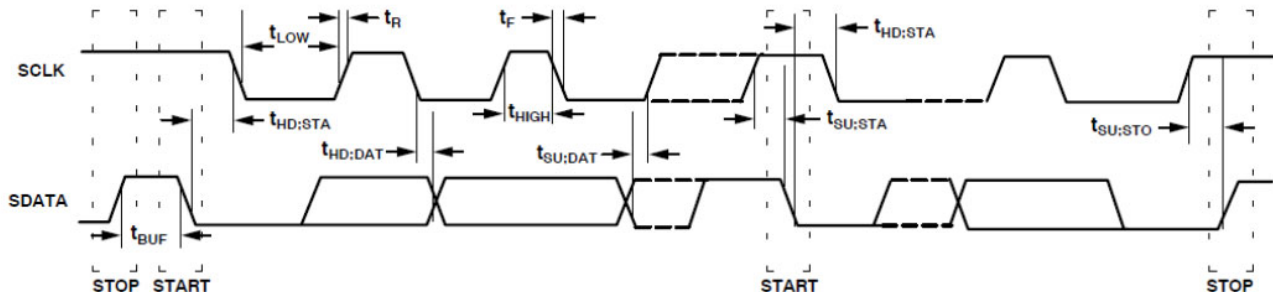 tLOW tR tF tHD;STA
SCLK
tHD;STA tHIGH tSU;STA tSU;STO
tHD;DAT tSU;DAT
SDATA
tBUF
STOP START START STOP